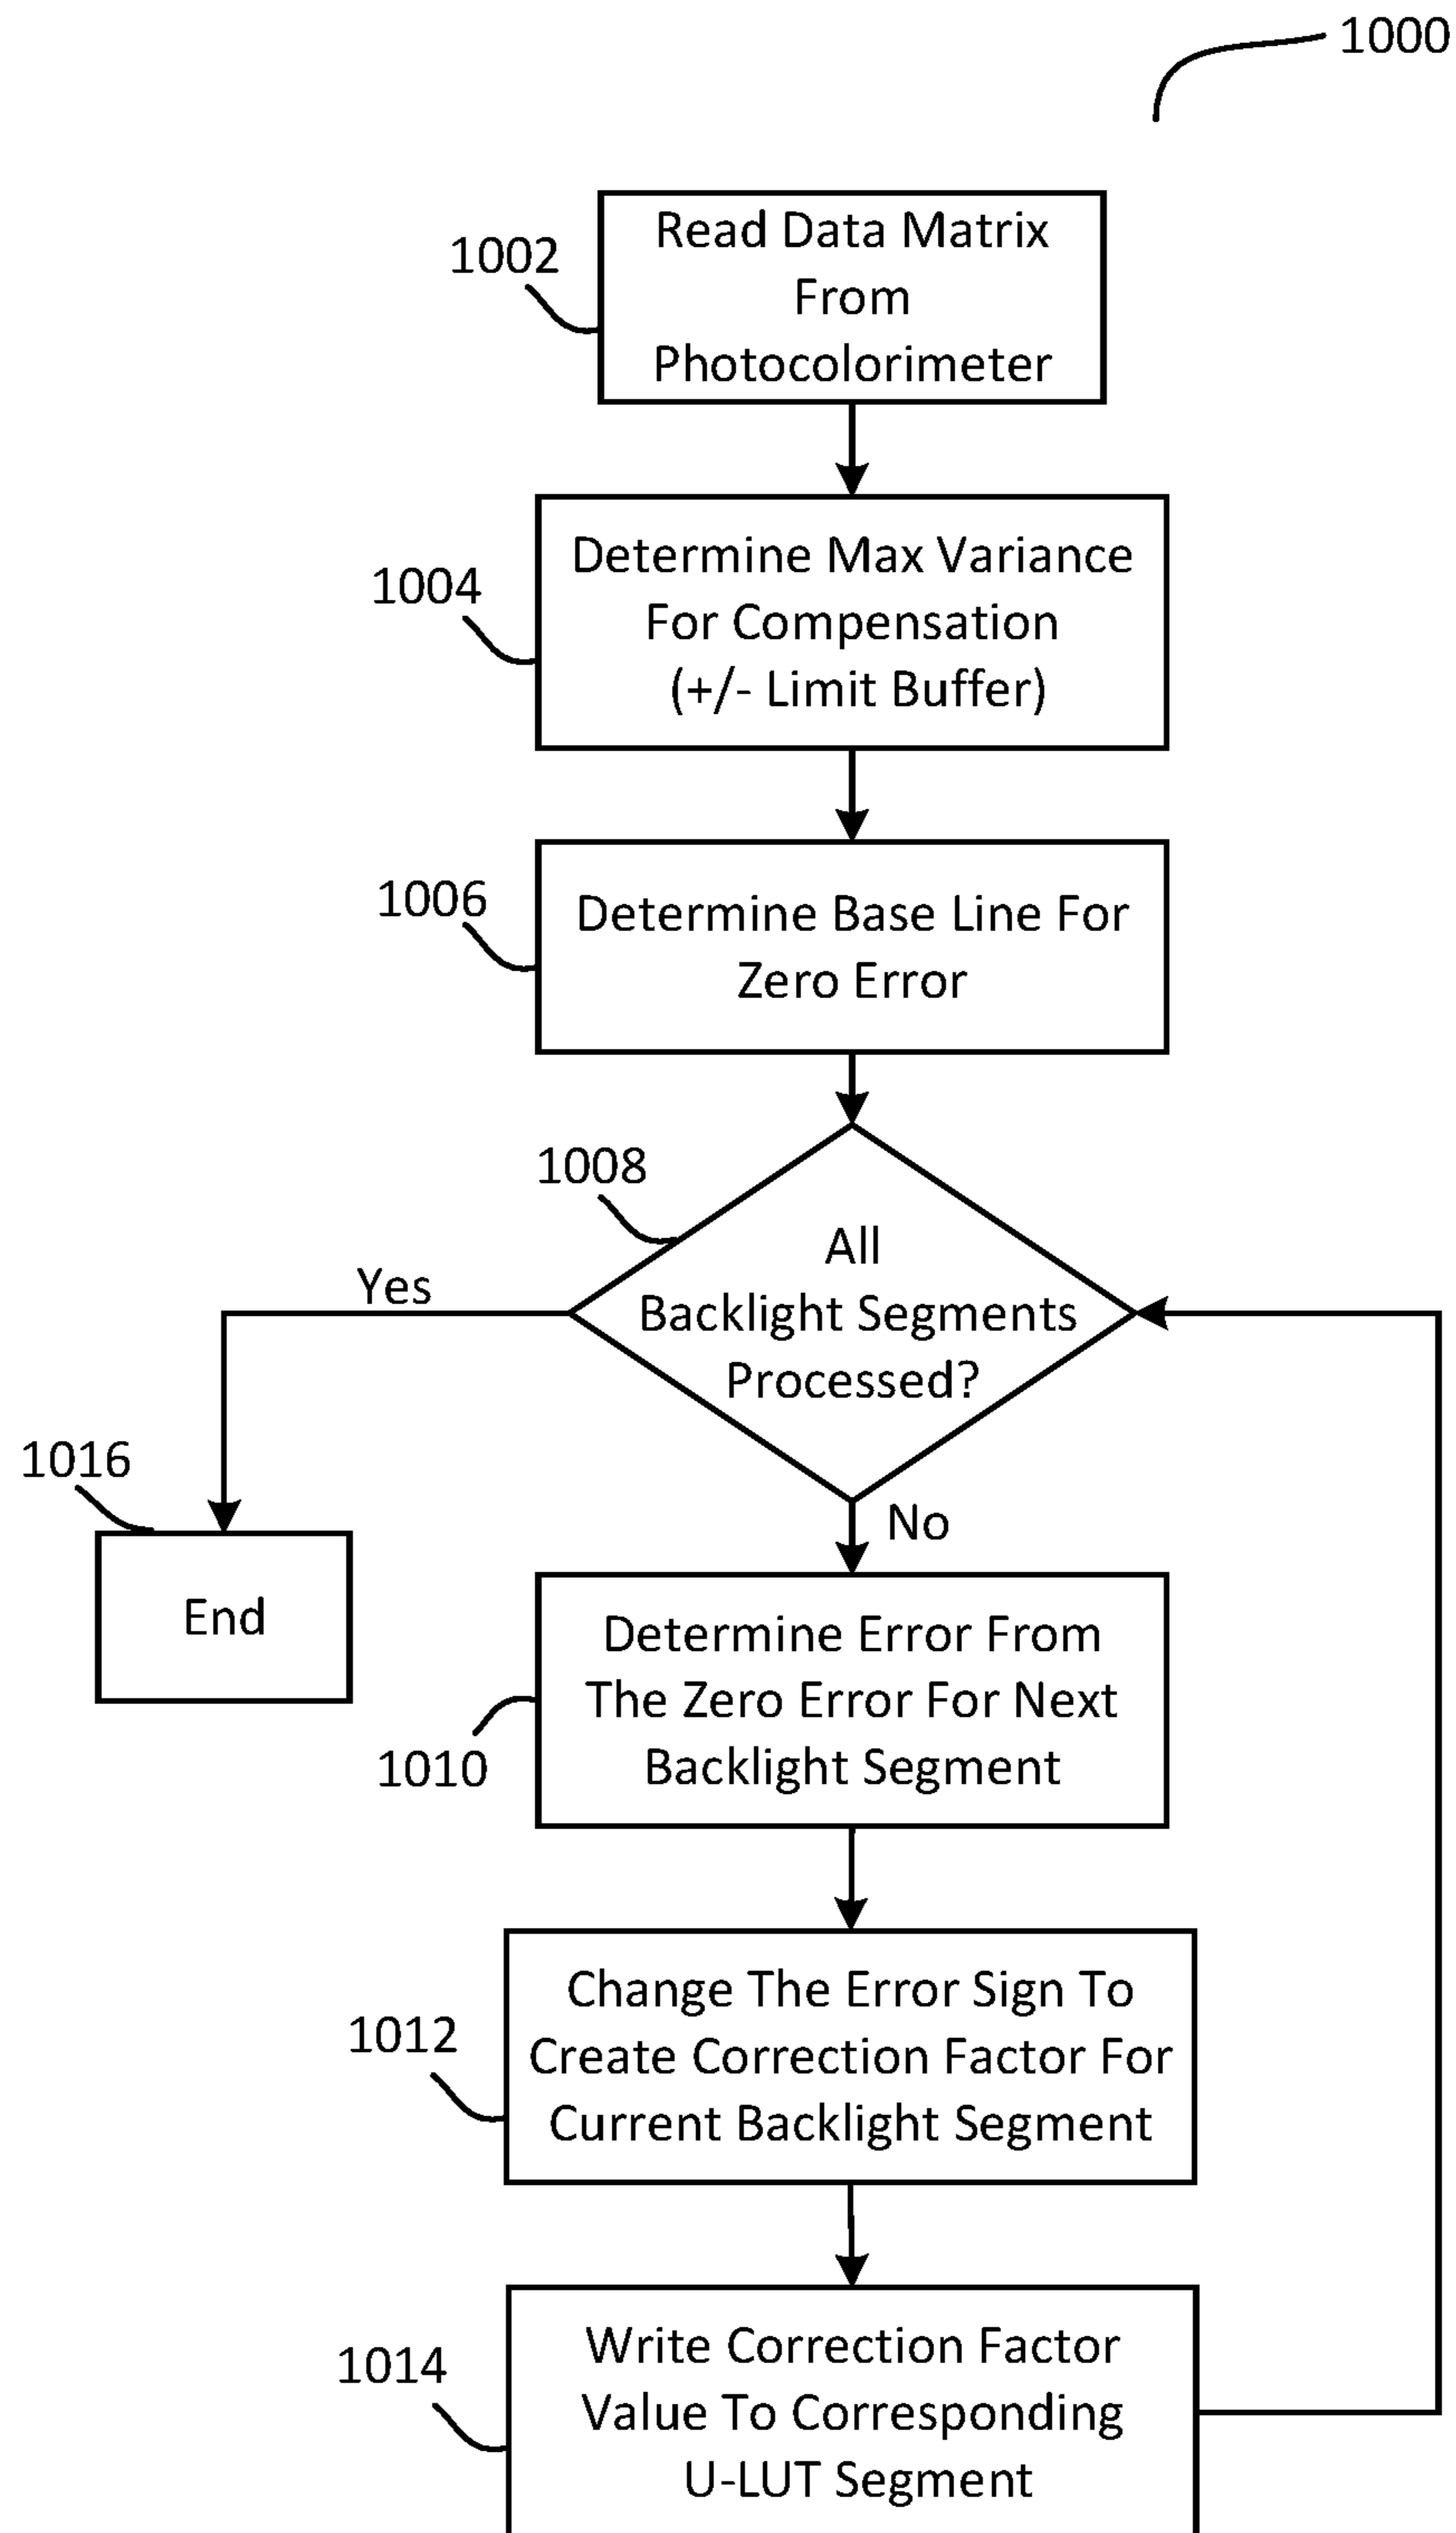 1000
1002
Read Data Matrix
From
Photocolorimeter
1004
Determine Max Variance
For Compensation
(+/- Limit Buffer)
1006
Determine Base Line For
Zero Error
1008
All
Backlight Segments
Processed?
Yes
No
1016
End
1010
Determine Error From
The Zero Error For Next
Backlight Segment
1012
Change The Error Sign To
Create Correction Factor For
Current Backlight Segment
1014
Write Correction Factor
Value To Corresponding
U-LUT Segment